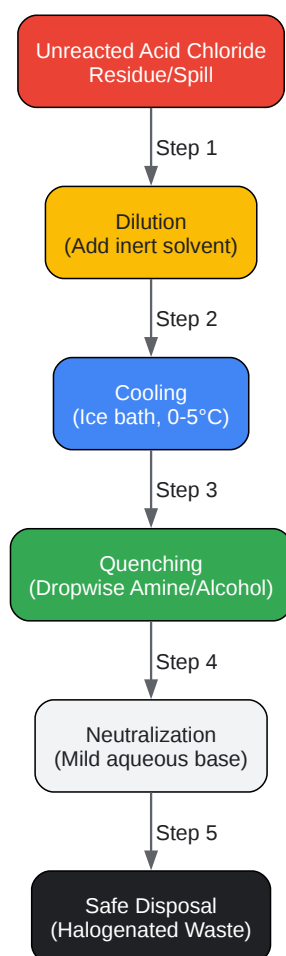 Unreacted Acid Chloride
Residue/Spill
Step 1
Dilution
(Add inert solvent)
Step 2
Cooling
(Ice bath, 0-5°C)
Step 3
Quenching
(Dropwise Amine/Alcohol)
Step 4
Neutralization
(Mild aqueous base)
Step 5
Safe Disposal
(Halogenated Waste)